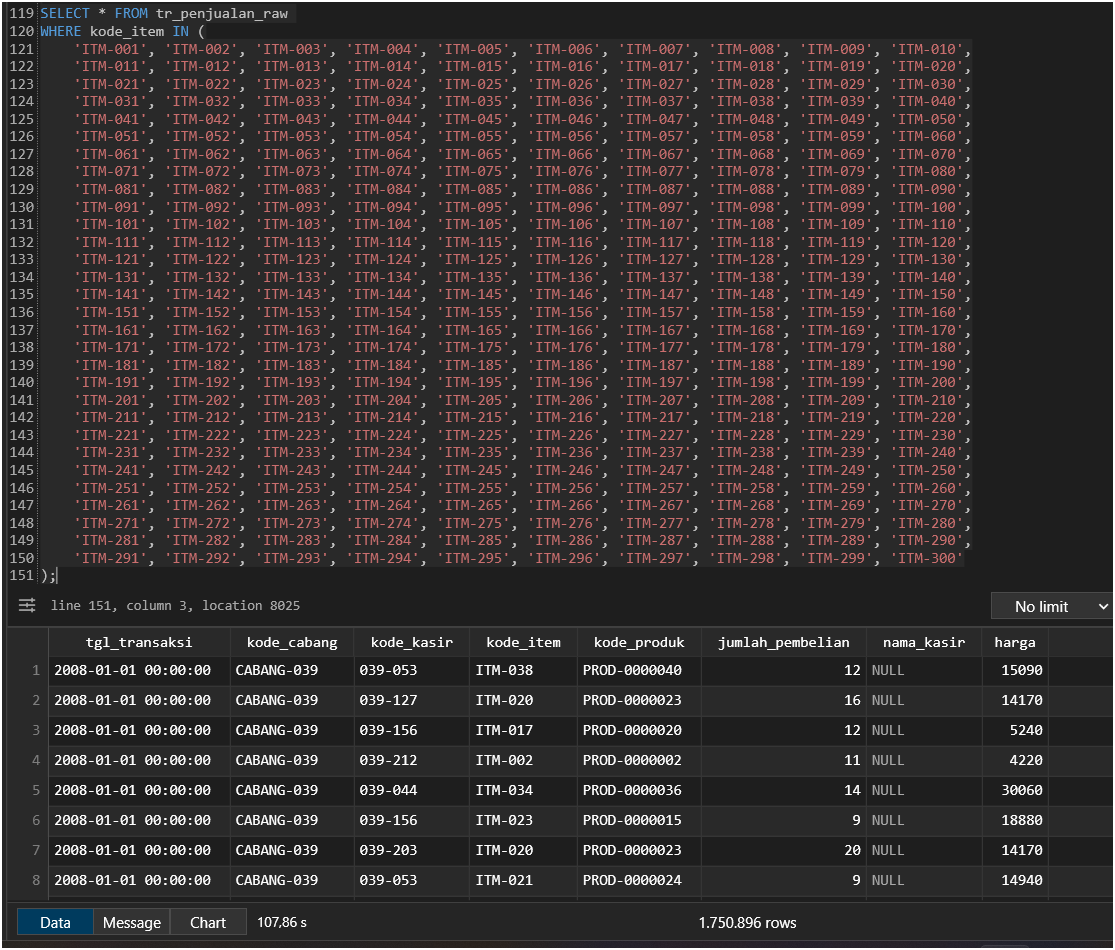 119 SELECT * FROM tr_penjualan_raw
120 WHERE kode_item IN (
121 'ITM-001', 'ITM-002', 'ITM-003', 'ITM-004', 'ITM-005', 'ITM-006', 'ITM-007', 'ITM-008', 'ITM-009', 'ITM-010',
122 'ITM-011', 'ITM-012', 'ITM-013', 'ITM-014', 'ITM-015', 'ITM-016', 'ITM-017', 'ITM-018', 'ITM-019', 'ITM-020',
123 'ITM-021', 'ITM-022', 'ITM-023', 'ITM-024', 'ITM-025', 'ITM-026', 'ITM-027', 'ITM-028', 'ITM-029', 'ITM-030',
124 'ITM-031', 'ITM-032', 'ITM-033', 'ITM-034', 'ITM-035', 'ITM-036', 'ITM-037', 'ITM-038', 'ITM-039', 'ITM-040',
125 'ITM-041', 'ITM-042', 'ITM-043', 'ITM-044', 'ITM-045', 'ITM-046', 'ITM-047', 'ITM-048', 'ITM-049', 'ITM-050',
126 'ITM-051', 'ITM-052', 'ITM-053', 'ITM-054', 'ITM-055', 'ITM-056', 'ITM-057', 'ITM-058', 'ITM-059', 'ITM-060',
127 'ITM-061', 'ITM-062', 'ITM-063', 'ITM-064', 'ITM-065', 'ITM-066', 'ITM-067', 'ITM-068', 'ITM-069', 'ITM-070',
128 'ITM-071', 'ITM-072', 'ITM-073', 'ITM-074', 'ITM-075', 'ITM-076', 'ITM-077', 'ITM-078', 'ITM-079', 'ITM-080',
129 'ITM-081', 'ITM-082', 'ITM-083', 'ITM-084', 'ITM-085', 'ITM-086', 'ITM-087', 'ITM-088', 'ITM-089', 'ITM-090',
130 'ITM-091', 'ITM-092', 'ITM-093', 'ITM-094', 'ITM-095', 'ITM-096', 'ITM-097', 'ITM-098', 'ITM-099', 'ITM-100',
131 'ITM-101', 'ITM-102', 'ITM-103', 'ITM-104', 'ITM-105', 'ITM-106', 'ITM-107', 'ITM-108', 'ITM-109', 'ITM-110',
132 'ITM-111', 'ITM-112', 'ITM-113', 'ITM-114', 'ITM-115', 'ITM-116', 'ITM-117', 'ITM-118', 'ITM-119', 'ITM-120',
133 'ITM-121', 'ITM-122', 'ITM-123', 'ITM-124', 'ITM-125', 'ITM-126', 'ITM-127', 'ITM-128', 'ITM-129', 'ITM-130',
134 'ITM-131', 'ITM-132', 'ITM-133', 'ITM-134', 'ITM-135', 'ITM-136', 'ITM-137', 'ITM-138', 'ITM-139', 'ITM-140',
135 'ITM-141', 'ITM-142', 'ITM-143', 'ITM-144', 'ITM-145', 'ITM-146', 'ITM-147', 'ITM-148', 'ITM-149', 'ITM-150',
136 'ITM-151', 'ITM-152', 'ITM-153', 'ITM-154', 'ITM-155', 'ITM-156', 'ITM-157', 'ITM-158', 'ITM-159', 'ITM-160',
137 'ITM-161', 'ITM-162', 'ITM-163', 'ITM-164', 'ITM-165', 'ITM-166', 'ITM-167', 'ITM-168', 'ITM-169', 'ITM-170',
138 'ITM-171', 'ITM-172', 'ITM-173', 'ITM-174', 'ITM-175', 'ITM-176', 'ITM-177', 'ITM-178', 'ITM-179', 'ITM-180',
139 'ITM-181', 'ITM-182', 'ITM-183', 'ITM-184', 'ITM-185', 'ITM-186', 'ITM-187', 'ITM-188', 'ITM-189', 'ITM-190',
140 'ITM-191', 'ITM-192', 'ITM-193', 'ITM-194', 'ITM-195', 'ITM-196', 'ITM-197', 'ITM-198', 'ITM-199', 'ITM-200',
141 'ITM-201', 'ITM-202', 'ITM-203', 'ITM-204', 'ITM-205', 'ITM-206', 'ITM-207', 'ITM-208', 'ITM-209', 'ITM-210',
142 'ITM-211', 'ITM-212', 'ITM-213', 'ITM-214', 'ITM-215', 'ITM-216', 'ITM-217', 'ITM-218', 'ITM-219', 'ITM-220',
143 'ITM-221', 'ITM-222', 'ITM-223', 'ITM-224', 'ITM-225', 'ITM-226', 'ITM-227', 'ITM-228', 'ITM-229', 'ITM-230',
144 'ITM-231', 'ITM-232', 'ITM-233', 'ITM-234', 'ITM-235', 'ITM-236', 'ITM-237', 'ITM-238', 'ITM-239', 'ITM-240',
145 'ITM-241', 'ITM-242', 'ITM-243', 'ITM-244', 'ITM-245', 'ITM-246', 'ITM-247', 'ITM-248', 'ITM-249', 'ITM-250',
146 'ITM-251', 'ITM-252', 'ITM-253', 'ITM-254', 'ITM-255', 'ITM-256', 'ITM-257', 'ITM-258', 'ITM-259', 'ITM-260',
147 'ITM-261', 'ITM-262', 'ITM-263', 'ITM-264', 'ITM-265', 'ITM-266', 'ITM-267', 'ITM-268', 'ITM-269', 'ITM-270',
148 'ITM-271', 'ITM-272', 'ITM-273', 'ITM-274', 'ITM-275', 'ITM-276', 'ITM-277', 'ITM-278', 'ITM-279', 'ITM-280',
149 'ITM-281', 'ITM-282', 'ITM-283', 'ITM-284', 'ITM-285', 'ITM-286', 'ITM-287', 'ITM-288', 'ITM-289', 'ITM-290',
150 'ITM-291', 'ITM-292', 'ITM-293', 'ITM-294', 'ITM-295', 'ITM-296', 'ITM-297', 'ITM-298', 'ITM-299', 'ITM-300'
151 );
line 151, column 3, location 8025
No limit
tgl_transaksi kode_cabang kode_kasir kode_item kode_produk jumlah_pembelian nama_kasir harga
1 2008-01-01 00:00:00 CABANG-039 039-053 ITM-038 PROD-0000040 12 NULL 15090
2 2008-01-01 00:00:00 CABANG-039 039-127 ITM-020 PROD-0000023 16 NULL 14170
3 2008-01-01 00:00:00 CABANG-039 039-156 ITM-017 PROD-0000020 12 NULL 5240
4 2008-01-01 00:00:00 CABANG-039 039-212 ITM-002 PROD-0000002 11 NULL 4220
5 2008-01-01 00:00:00 CABANG-039 039-044 ITM-034 PROD-0000036 14 NULL 30060
6 2008-01-01 00:00:00 CABANG-039 039-156 ITM-023 PROD-0000015 9 NULL 18880
7 2008-01-01 00:00:00 CABANG-039 039-203 ITM-020 PROD-0000023 20 NULL 14170
8 2008-01-01 00:00:00 CABANG-039 039-053 ITM-021 PROD-0000024 9 NULL 14940
Data Message Chart 107,86 s 1.750.896 rows